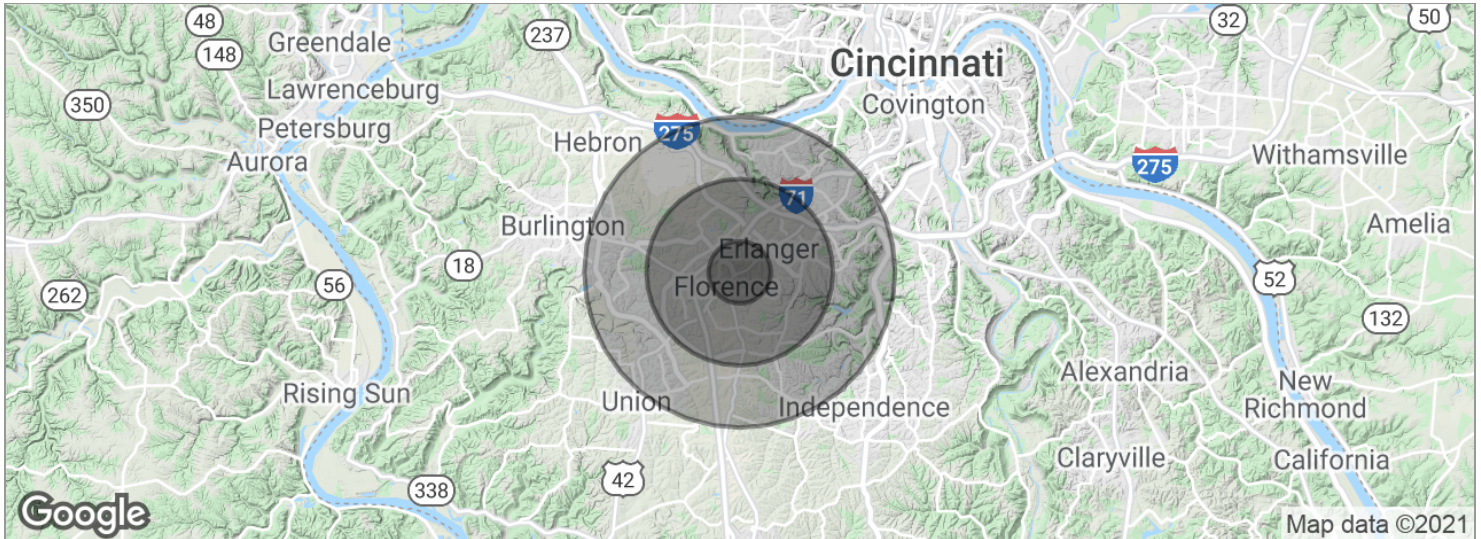 48
237
32
50
Greendale
148
Cincinnati
Lawrenceburg
350
Covington
Petersburg
275
Hebron
Withamsville
Aurora
275
71
Burlington
Amelia
Erlanger
18
52
56
Florence
262
132
Alexandria
New
Richmond
Rising Sun
Union
Independence
Claryville
California
42
338
Google
Map data ©2021